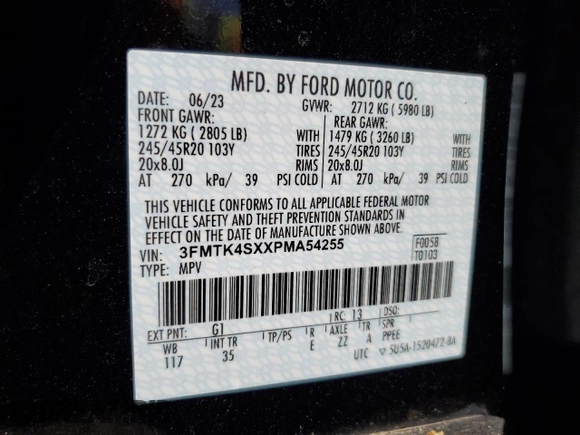 MFD. BY FORD MOTOR CO.
DATE: 06/23 GVWR: 2712 KG ( 5980 LB)
FRONT GAWR: REAR GAWR:
1272 KG ( 2805 LB) WITH 1479 KG ( 3260 LB) WITH
245/45R20 103Y TIRES 245/45R20 103Y TIRES
20x8.0J RIMS 20x8.0J RIMS
AT 270 kPa/ 39 PSI COLD AT 270 kPa/ 39 PSI COLD
THIS VEHICLE CONFORMS TO ALL APPLICABLE FEDERAL MOTOR
VEHICLE SAFETY AND THEFT PREVENTION STANDARDS IN
EFFECT ON THE DATE OF MANUFACTURE SHOWN ABOVE.
VIN: 3FMTK4SXXPMA54255 F0058
TYPE: MPV T0103
EXT PNT: G1 RC: 13 DSO:
WB INT TR TP/PS R AXLE TR SPR
117 35 E ZZ A PPEE
UTC ▽ 5U5A-1520472-BA